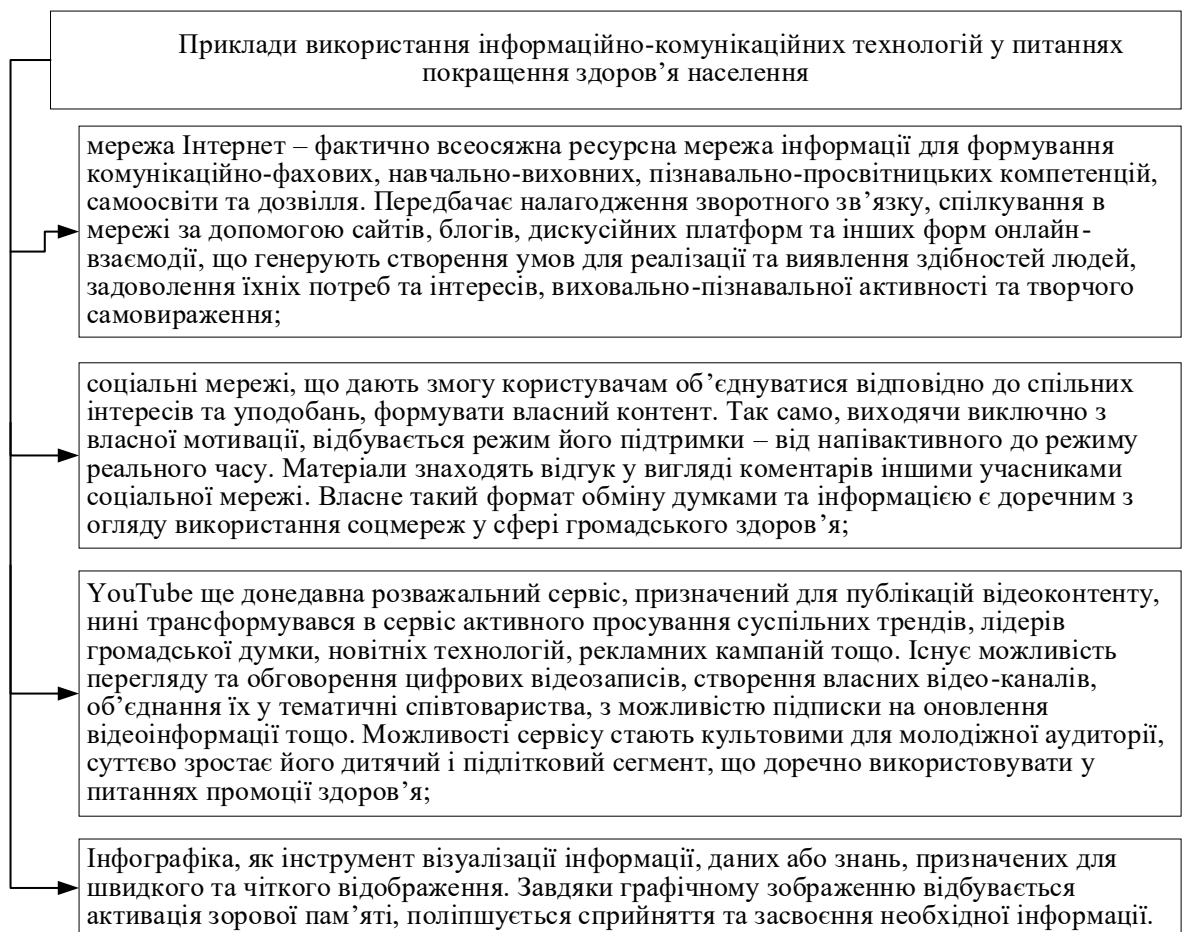 Приклади використання інформаційно-комунікаційних технологій у питаннях
покращення здоров’я населення
мережа Інтернет – фактично всеосяжна ресурсна мережа інформації для формування
комунікаційно-фахових, навчально-виховних, пізнавально-просвітницьких компетенцій,
самоосвіти та дозвілля. Передбачає налагодження зворотного зв’язку, спілкування в
мережі за допомогою сайтів, блогів, дискусійних платформ та інших форм онлайн-
взаємодії, що генерують створення умов для реалізації та виявлення здібностей людей,
задоволення їхніх потреб та інтересів, виховально-пізнавальної активності та творчого
самовираження;
соціальні мережі, що дають змогу користувачам об’єднуватися відповідно до спільних
інтересів та уподобань, формувати власний контент. Так само, виходячи виключно з
власної мотивації, відбувається режим його підтримки – від напівактивного до режиму
реального часу. Матеріали знаходять відгук у вигляді коментарів іншими учасниками
соціальної мережі. Власне такий формат обміну думками та інформацією є доречним з
огляду використання соцмереж у сфері громадського здоров’я;
YouTube ще донедавна розважальний сервіс, призначений для публікацій відеоконтенту,
нині трансформувався в сервіс активного просування суспільних трендів, лідерів
громадської думки, новітніх технологій, рекламних кампаній тощо. Існує можливість
перегляду та обговорення цифрових відеозаписів, створення власних відео-каналів,
об’єднання їх у тематичні співтовариства, з можливістю підписки на оновлення
відеоінформації тощо. Можливості сервісу стають культовими для молодіжної аудиторії,
суттєво зростає його дитячий і підлітковий сегмент, що доречно використовувати у
питаннях промоції здоров’я;
Інфографіка, як інструмент візуалізації інформації, даних або знань, призначених для
швидкого та чіткого відображення. Завдяки графічному зображенню відбувається
активація зорової пам’яті, поліпшується сприйняття та засвоєння необхідної інформації.